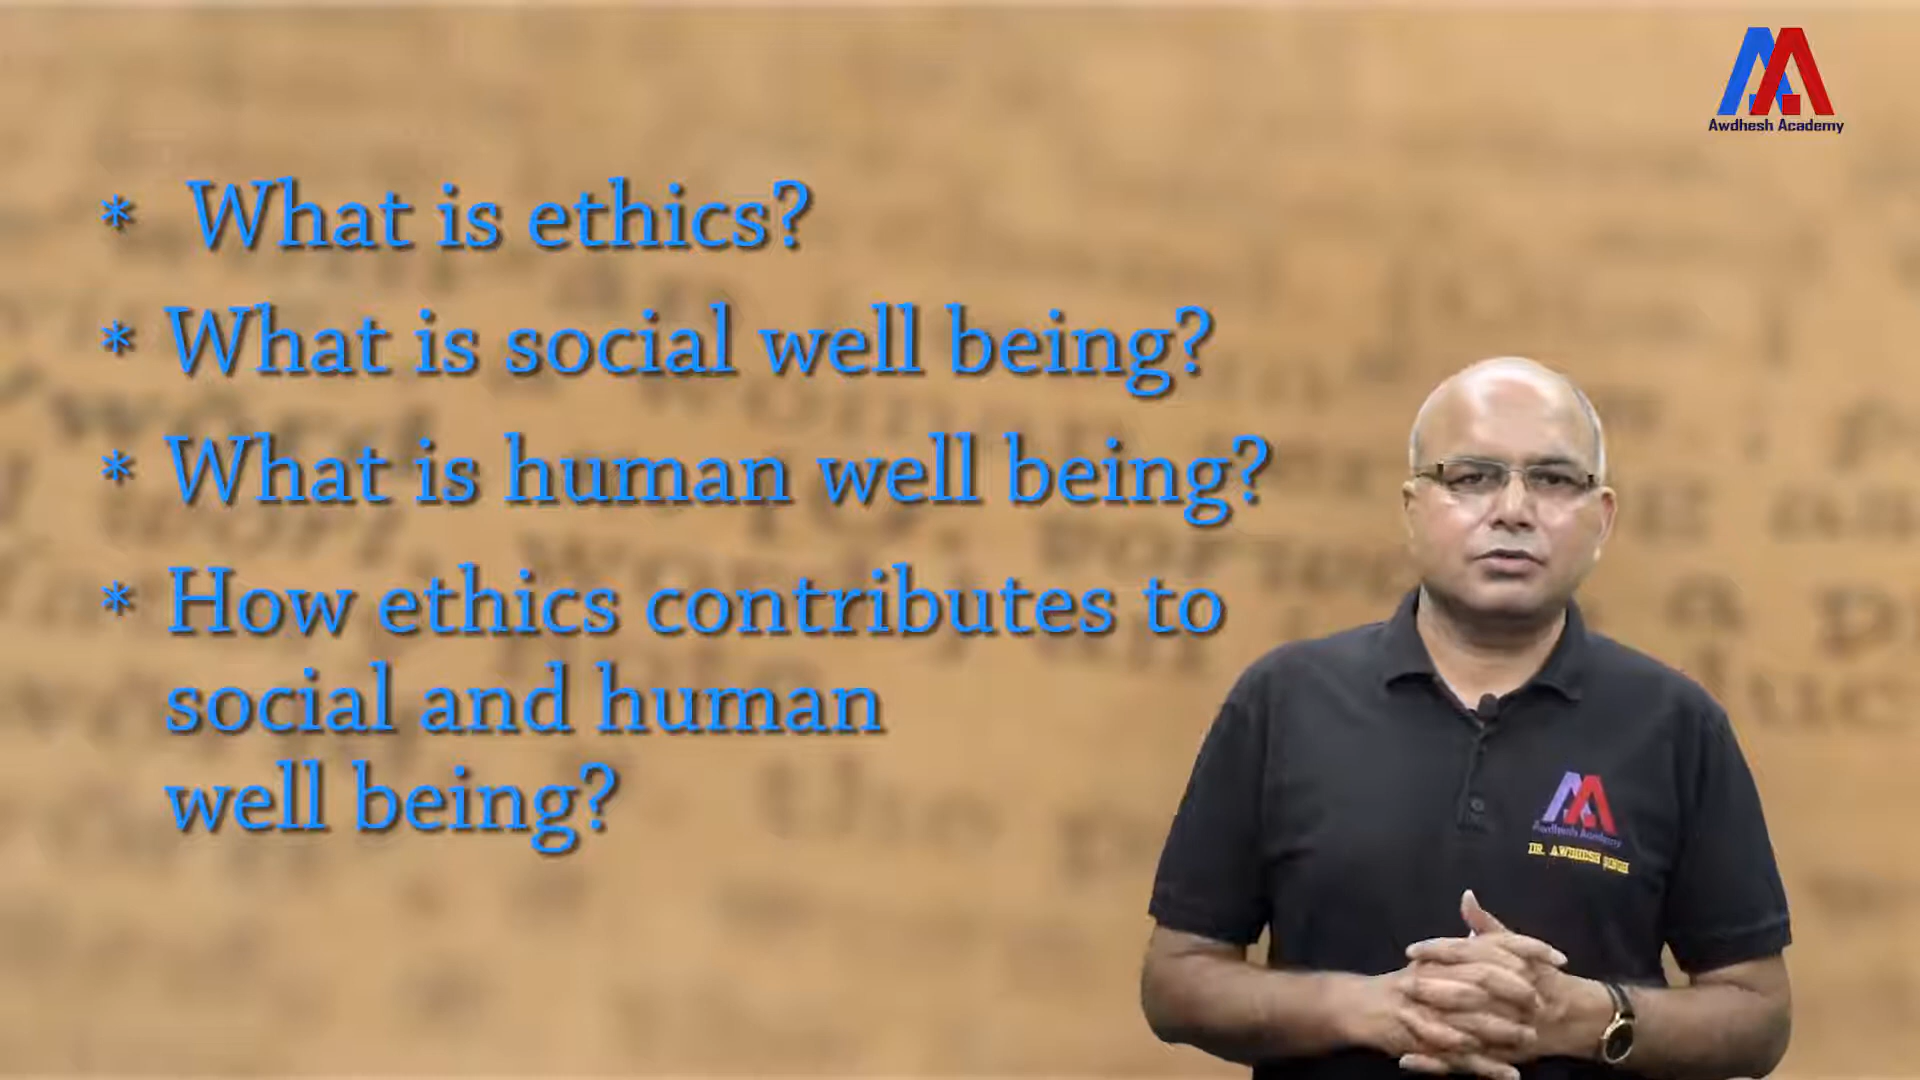 Awdhesh Academy
* What is ethics?
* What is social well being?
* What is human well being?
* How ethics contributes to
social and human
well being?
Awdhesh Academy
DR. AWDHESH SINGH